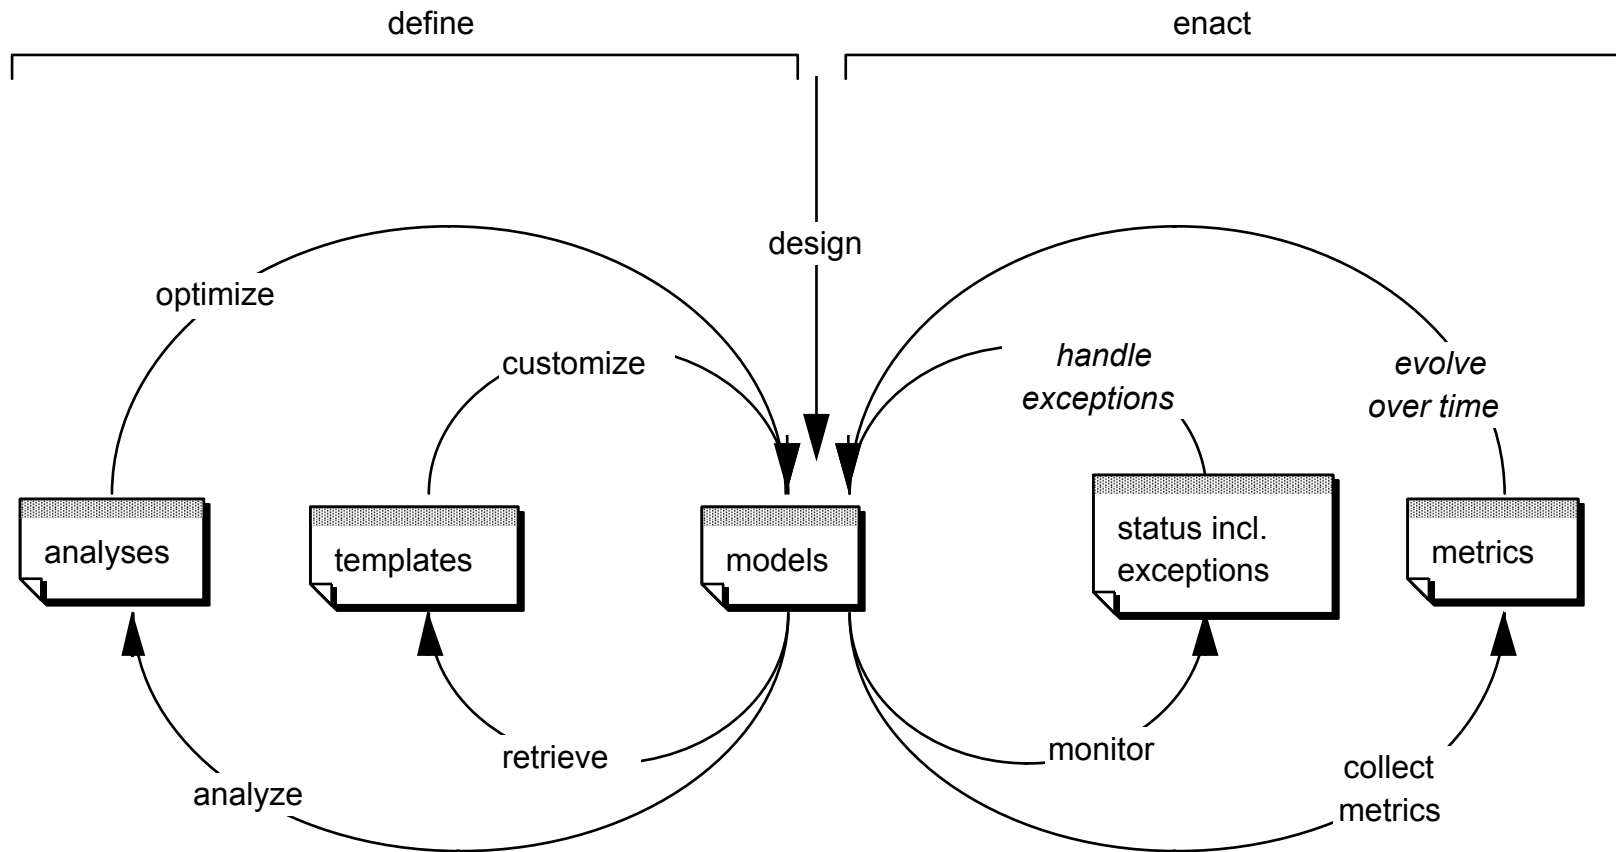 define
enact
design
optimize
customize
handle
exceptions
evolve
over time
analyses
templates
models
status incl.
exceptions
metrics
retrieve
monitor
analyze
collect
metrics